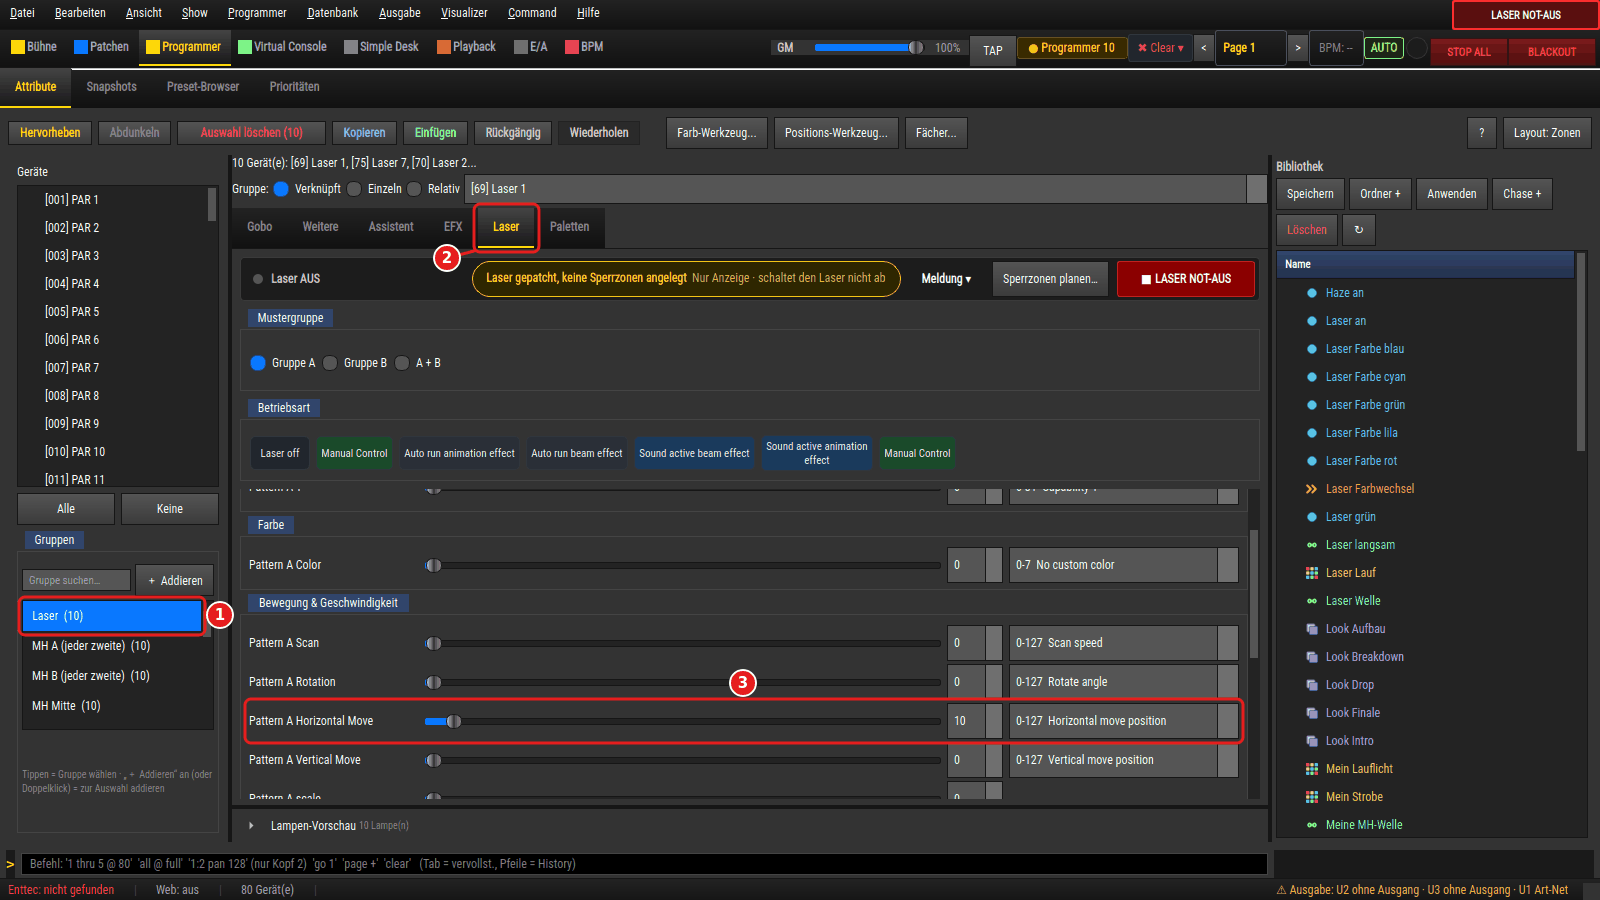 Datei Bearbeiten Ansicht Show Programmer Datenbank Ausgabe Visualizer Command Hilfe
LASER NOT-AUS
Bühne Patchen Programmer Virtual Console Simple Desk Playback E/A BPM
GM 100% TAP Programmer 10 ✖ Clear ▾ < Page 1 > BPM: -- AUTO STOP ALL BLACKOUT
Attribute Snapshots Preset-Browser Prioritäten
Hervorheben Abdunkeln Auswahl löschen (10) Kopieren Einfügen Rückgängig Wiederholen Farb-Werkzeug... Positions-Werkzeug... Fächer... ? Layout: Zonen
Geräte
[001] PAR 1
[002] PAR 2
[003] PAR 3
[004] PAR 4
[005] PAR 5
[006] PAR 6
[007] PAR 7
[008] PAR 8
[009] PAR 9
[010] PAR 10
[011] PAR 11
Alle Keine
Gruppen
Gruppe suchen... + Addieren
Laser (10)
1
MH A (jeder zweite) (10)
MH B (jeder zweite) (10)
MH Mitte (10)
Tippen = Gruppe wählen · „ + Addieren" an (oder
Doppelklick) = zur Auswahl addieren
10 Gerät(e): [69] Laser 1, [75] Laser 7, [70] Laser 2...
Gruppe: Verknüpft Einzeln Relativ [69] Laser 1
Gobo Weitere Assistent EFX Laser Paletten
2
Laser AUS Laser gepatcht, keine Sperrzonen angelegt Nur Anzeige · schaltet den Laser nicht ab Meldung ▾ Sperrzonen planen... ■ LASER NOT-AUS
Mustergruppe
Gruppe A Gruppe B A + B
Betriebsart
Laser off Manual Control Auto run animation effect Auto run beam effect Sound active beam effect Sound active animation effect Manual Control
Farbe
Pattern A Color 0 0-7 No custom color
Bewegung & Geschwindigkeit
Pattern A Scan 0 0-127 Scan speed
Pattern A Rotation 0 0-127 Rotate angle
3
Pattern A Horizontal Move 10 0-127 Horizontal move position
Pattern A Vertical Move 0 0-127 Vertical move position
Pattern A scale 0
Lampen-Vorschau 10 Lampe(n)
Bibliothek
Speichern Ordner + Anwenden Chase +
Löschen ↻
Name
Haze an
Laser an
Laser Farbe blau
Laser Farbe cyan
Laser Farbe grün
Laser Farbe lila
Laser Farbe rot
Laser Farbwechsel
Laser grün
Laser langsam
Laser Lauf
Laser Welle
Look Aufbau
Look Breakdown
Look Drop
Look Finale
Look Intro
Mein Lauflicht
Mein Strobe
Meine MH-Welle
> Befehl: '1 thru 5 @ 80' 'all @ full' '1:2 pan 128' (nur Kopf 2) 'go 1' 'page +' 'clear' (Tab = vervollst., Pfeile = History)
Enttec: nicht gefunden Web: aus 80 Gerät(e) ⚠ Ausgabe: U2 ohne Ausgang · U3 ohne Ausgang · U1 Art-Net